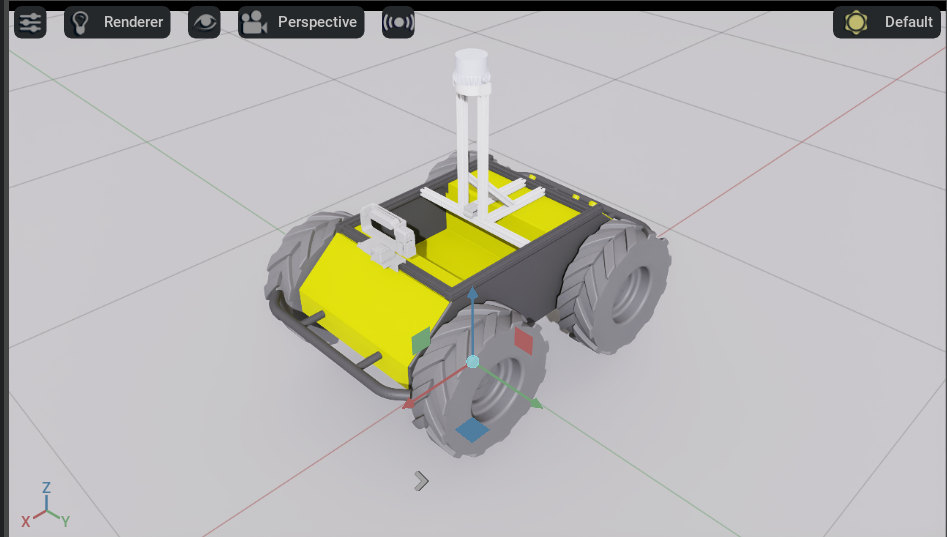 Renderer
Perspective
Default
Z
X
Y